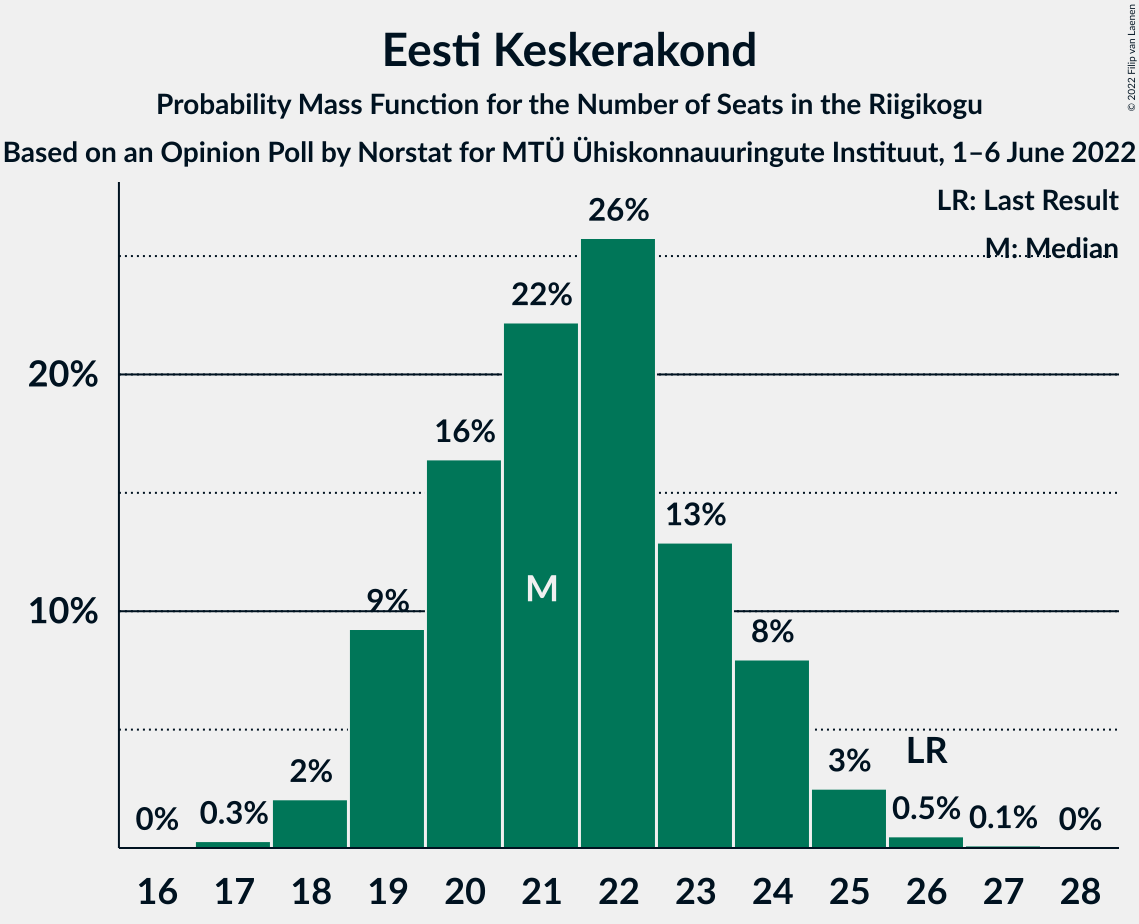 Eesti Keskerakond
Probability Mass Function for the Number of Seats in the Riigikogu
Based on an Opinion Poll by Norstat for MTÜ Ühiskonnauuringute Instituut, 1–6 June 2022
© 2022 Filip van Laenen
LR: Last Result
M: Median
26%
22%
20%
16%
13%
M
9%
10%
8%
LR
3%
2%
0%
0.3%
0.5%
0.1%
0%
16 17 18 19 20 21 22 23 24 25 26 27 28